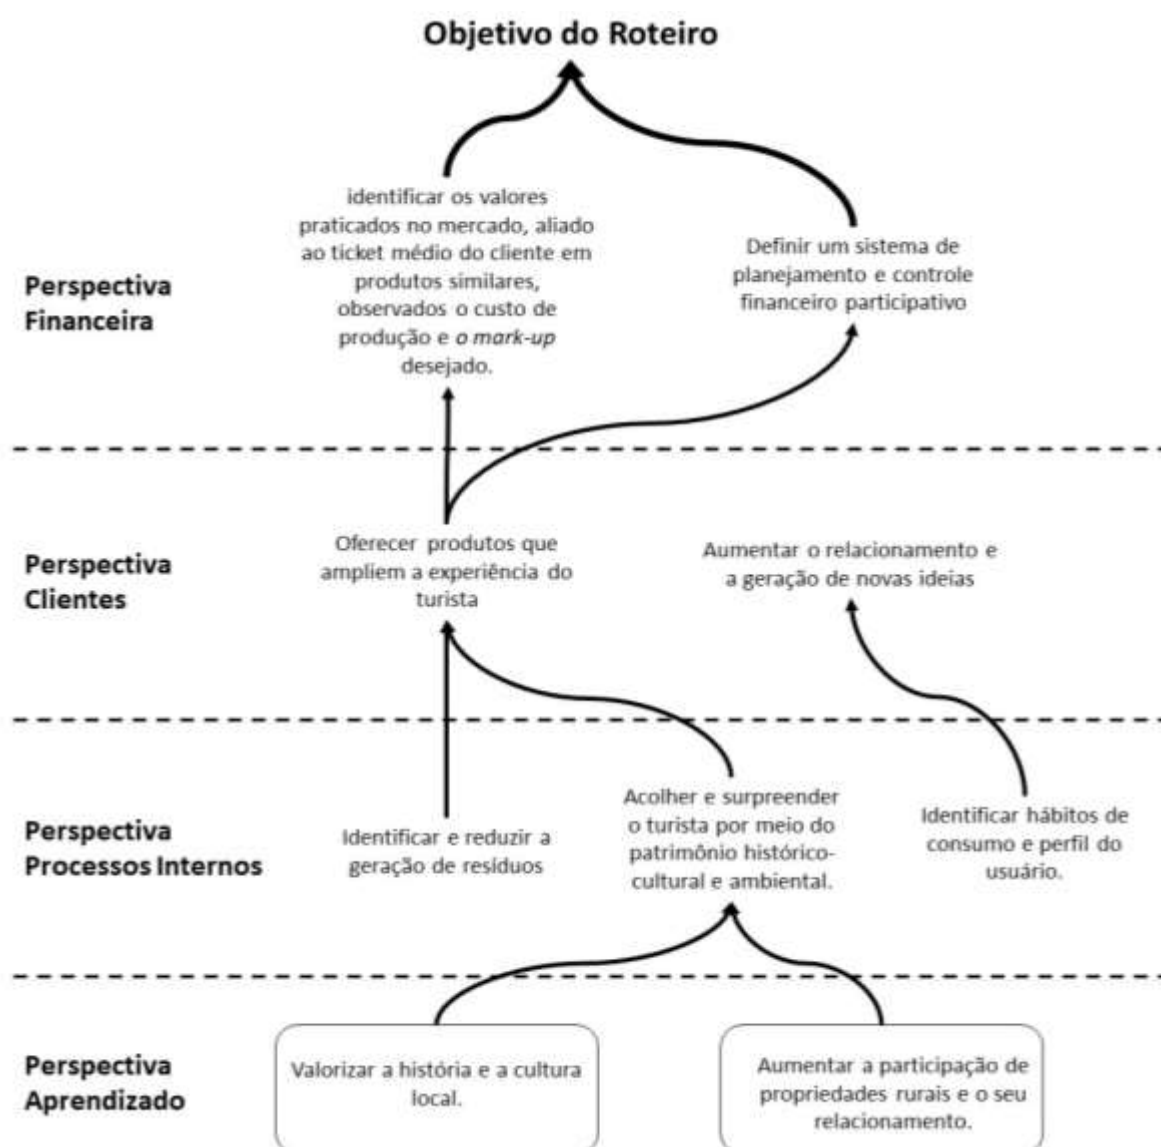 Objetivo do Roteiro
Perspectiva
Financeira
identificar os valores
praticados no mercado, aliado
ao ticket médio do cliente em
produtos similares,
observados o custo de
produção e o mark-up
desejado.
Definir um sistema de
planejamento e controle
financeiro participativo
Perspectiva
Clientes
Oferecer produtos que
ampliem a experiência do
turista
Aumentar o relacionamento e
a geração de novas ideias
Perspectiva
Processos Internos
Identificar e reduzir a
geração de resíduos
Acolher e surpreender
o turista por meio do
patrimônio histórico-
cultural e ambiental.
Identificar hábitos de
consumo e perfil do
usuário.
Perspectiva
Aprendizado
Valorizar a história e a cultura
local.
Aumentar a participação de
propriedades rurais e o seu
relacionamento.